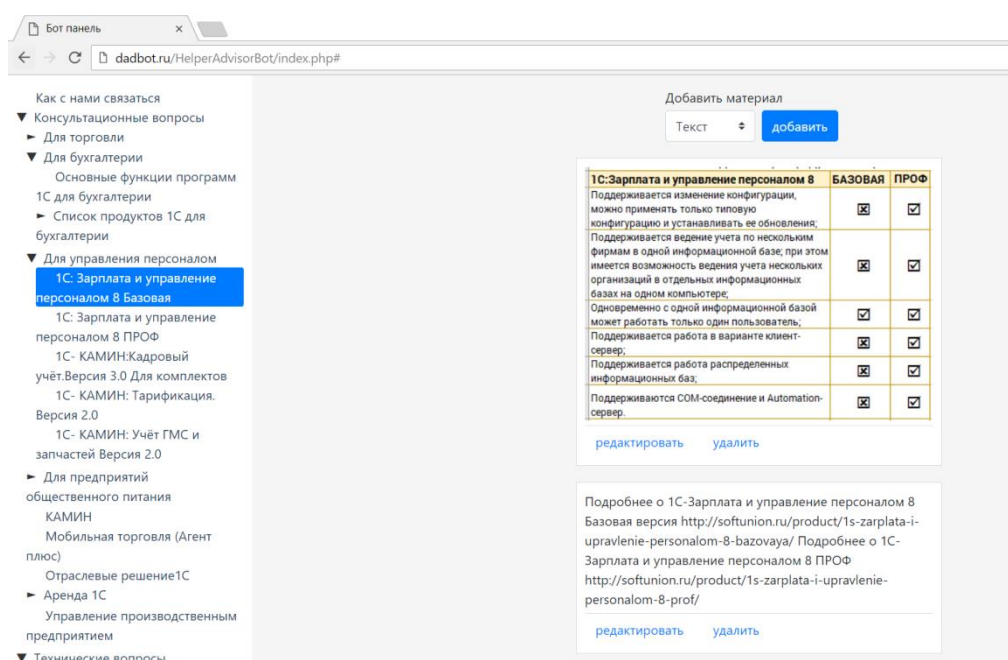 Бот панель
dadbot.ru/HelperAdvisorBot/index.php#
Как с нами связаться
▼ Консультационные вопросы
► Для торговли
▼ Для бухгалтерии
Основные функции программ
1С для бухгалтерии
► Список продуктов 1С для
бухгалтерии
▼ Для управления персоналом
1С: Зарплата и управление
персоналом 8 Базовая
1С: Зарплата и управление
персоналом 8 ПРОФ
1С- КАМИН:Кадровый
учёт.Версия 3.0 Для комплектов
1С- КАМИН: Тарификация.
Версия 2.0
1С- КАМИН: Учёт ГМС и
запчастей Версия 2.0
► Для предприятий
общественного питания
КАМИН
Мобильная торговля (Агент
плюс)
Отраслевые решение1С
► Аренда 1С
Управление производственным
предприятием
▼ Технические вопросы
Добавить материал
Текст добавить
1С:Зарплата и управление персоналом 8 БАЗОВАЯ ПРОФ
Поддерживается изменение конфигурации,
можно применять только типовую
конфигурацию и устанавливать ее обновления;
Поддерживается ведение учета по нескольким
фирмам в одной информационной базе; при этом
имеется возможность ведения учета нескольких
организаций в отдельных информационных
базах на одном компьютере;
Одновременно с одной информационной базой
может работать только один пользователь;
Поддерживается работа в варианте клиент-
сервер;
Поддерживается работа распределенных
информационных баз;
Поддерживаются COM-соединение и Automation-
сервер.
редактировать удалить
Подробнее о 1С-Зарплата и управление персоналом 8
Базовая версия http://softunion.ru/product/1s-zarplata-i-
upravlenie-personalom-8-bazovaya/ Подробнее о 1С-
Зарплата и управление персоналом 8 ПРОФ
http://softunion.ru/product/1s-zarplata-i-upravlenie-
personalom-8-prof/
редактировать удалить